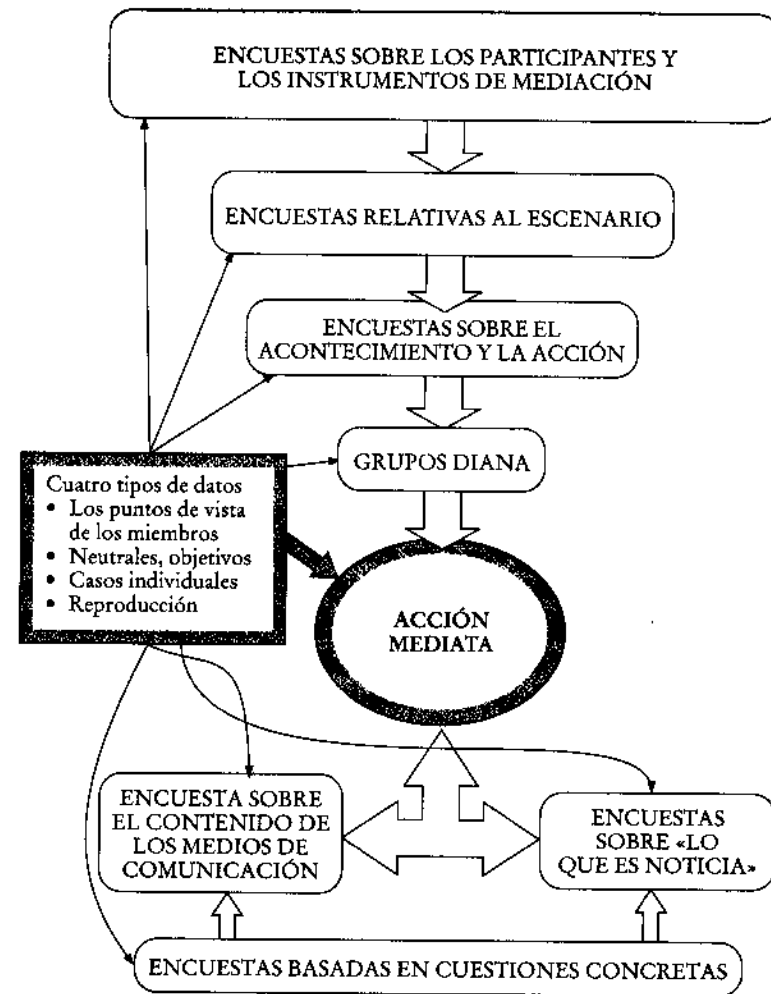 ENCUESTAS SOBRE LOS PARTICIPANTES Y
LOS INSTRUMENTOS DE MEDIACIÓN
ENCUESTAS RELATIVAS AL ESCENARIO
ENCUESTAS SOBRE EL
ACONTECIMIENTO Y LA ACCIÓN
GRUPOS DIANA
Cuatro tipos de datos
• Los puntos de vista
de los miembros
• Neutrales, objetivos
• Casos individuales
• Reproducción
ACCIÓN
MEDIATA
ENCUESTA SOBRE
EL CONTENIDO DE
LOS MEDIOS DE
COMUNICACIÓN
ENCUESTAS
SOBRE «LO
QUE ES NOTICIA»
ENCUESTAS BASADAS EN CUESTIONES CONCRETAS